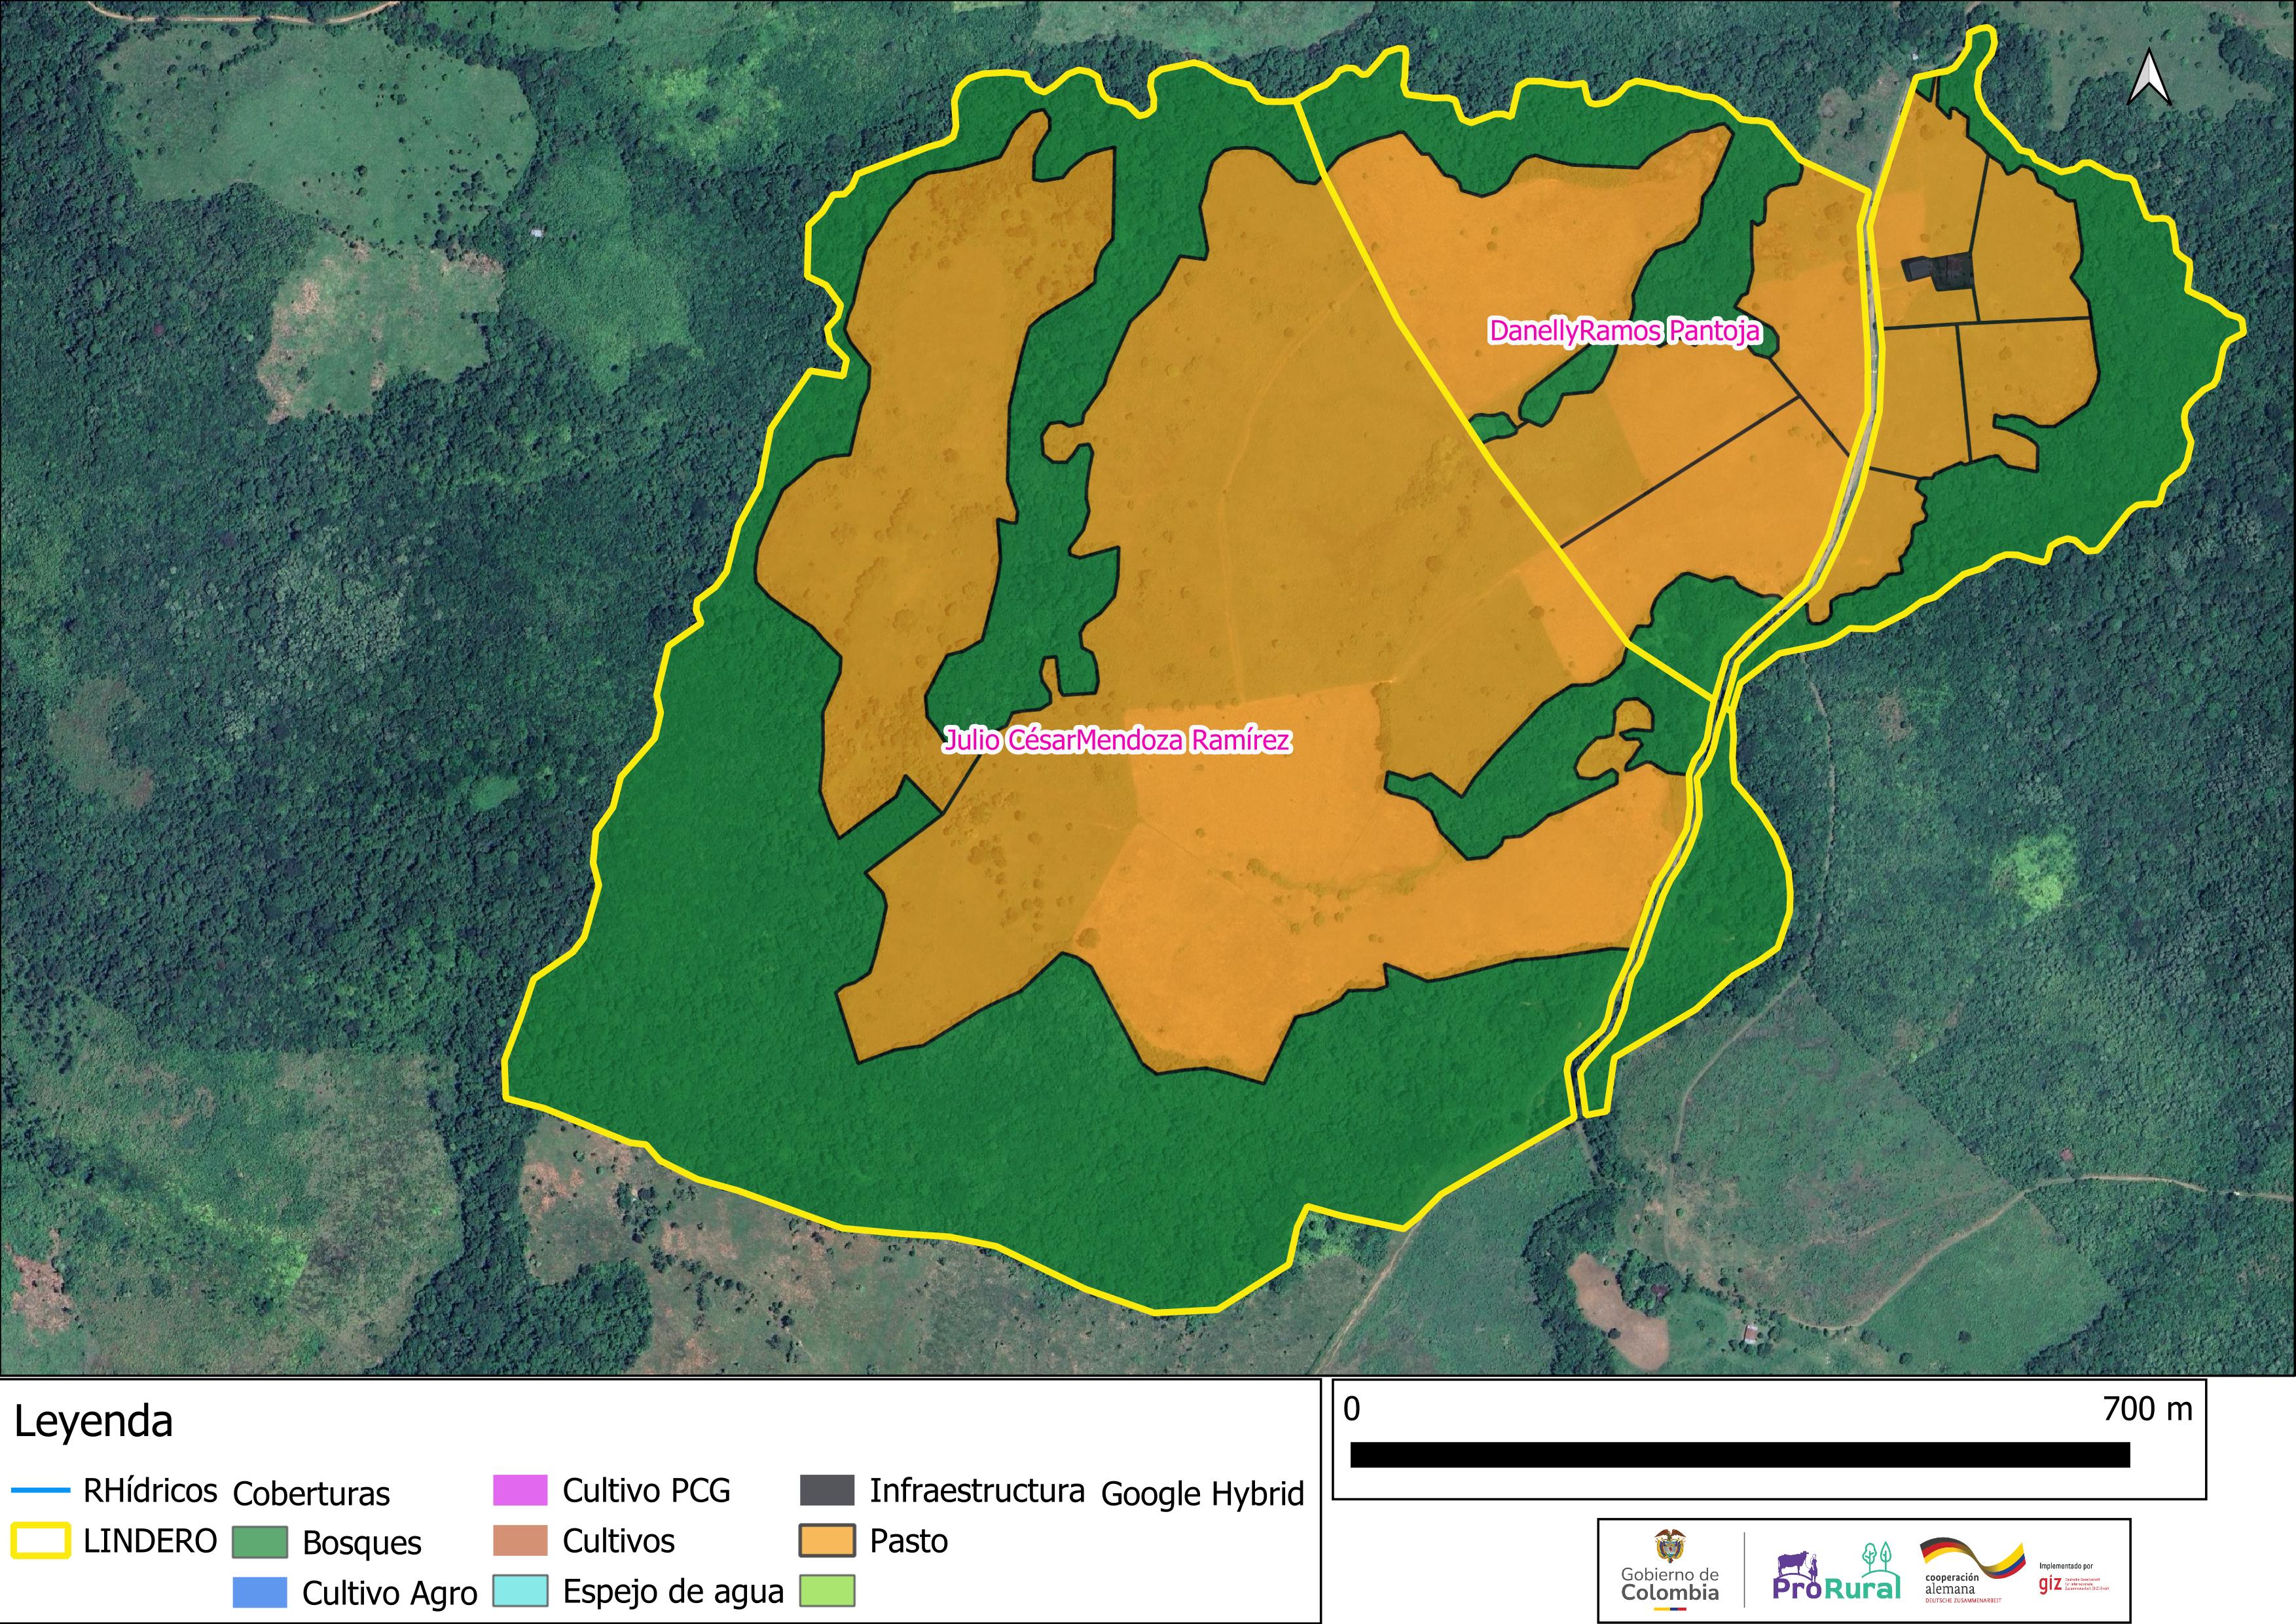 DanellyRamos Pantoja
Julio CésarMendoza Ramírez
Leyenda
RHídricos
LINDERO
Coberturas
Bosques
Cultivo Agro
Cultivo PCG
Cultivos
Espejo de agua
Infraestructura
Pasto
Google Hybrid
0 700 m
Gobierno de
Colombia
ProRural
cooperación
alemana
DEUTSCHE ZUSAMMENARBEIT
Implementado por
giz